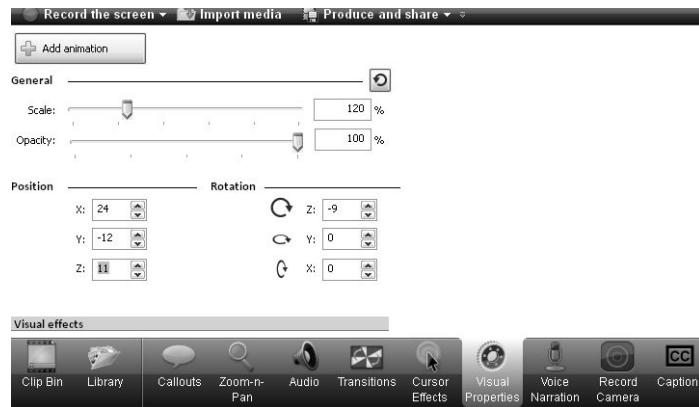 Record the screen Import media Produce and share
Add animation
General
Scale: 120 %
Opacity: 100 %
Position Rotation
X: 24 Z: -9
Y: -12 Y: 0
Z: 11 X: 0
Visual effects
CC
Clip Bin Library Callouts Zoom-n-Pan Audio Transitions Cursor Effects Visual Properties Voice Narration Record Camera Caption